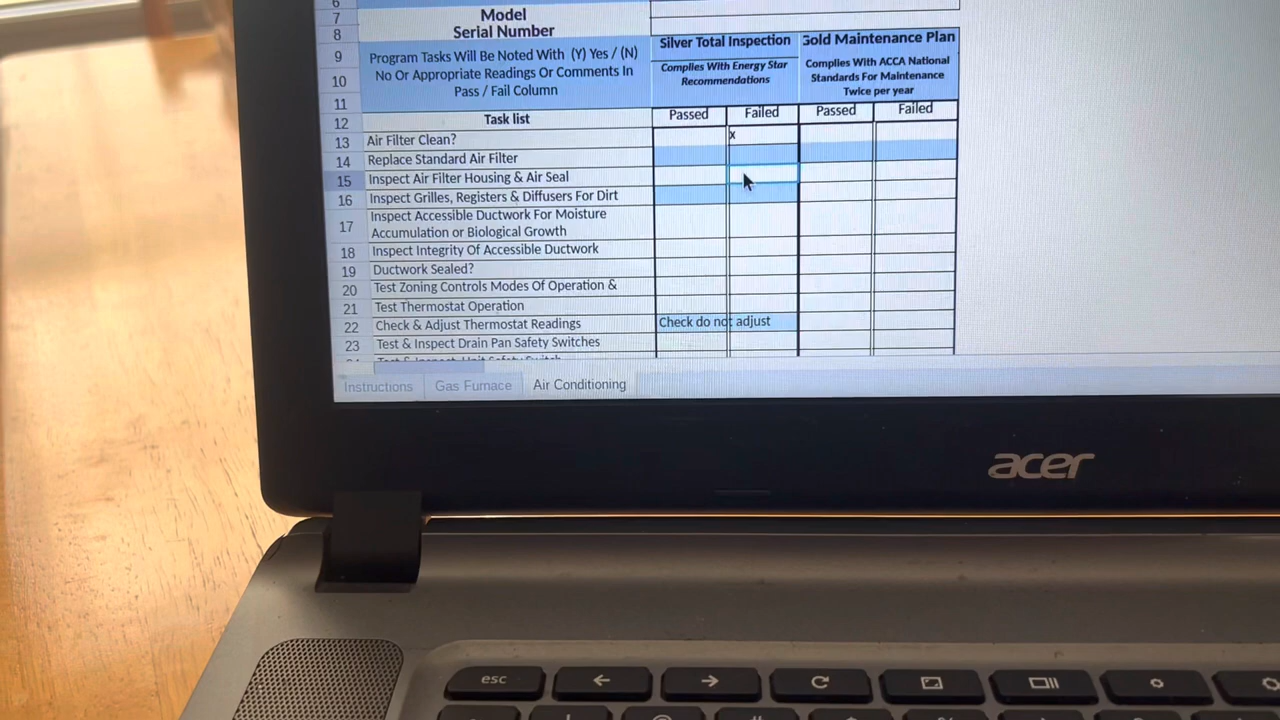 6
7
Model
8
Serial Number
9
Program Tasks Will Be Noted With (Y) Yes / (N)
10
No Or Appropriate Readings Or Comments In
Pass / Fail Column
Silver Total Inspection
Gold Maintenance Plan
Complies With Energy Star
Recommendations
Complies With ACCA National
Standards For Maintenance
Twice per year
11
12
Task list
Passed
Failed
Passed
Failed
13 Air Filter Clean? x
14 Replace Standard Air Filter
15 Inspect Air Filter Housing & Air Seal
16 Inspect Grilles, Registers & Diffusers For Dirt
17 Inspect Accessible Ductwork For Moisture
Accumulation or Biological Growth
18 Inspect Integrity Of Accessible Ductwork
19 Ductwork Sealed?
20 Test Zoning Controls Modes Of Operation &
21 Test Thermostat Operation
22 Check & Adjust Thermostat Readings Check do not adjust
23 Test & Inspect Drain Pan Safety Switches
Instructions Gas Furnace Air Conditioning
acer
esc